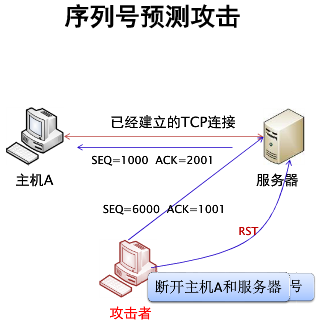 序列号预测攻击
已经建立的TCP连接
SEQ=1000 ACK=2001
主机A
服务器
SEQ=6000 ACK=1001
RST
断开主机A和服务器
号
攻击者